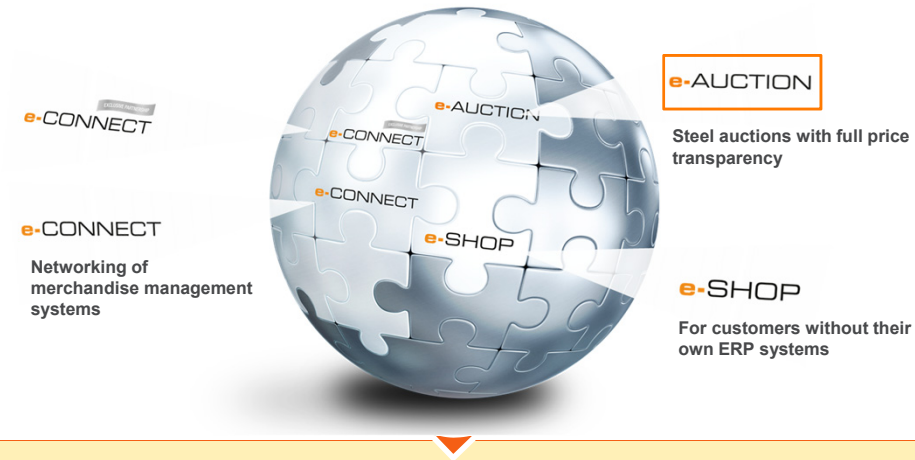 e-CONNECT
e-CONNECT
Networking of
merchandise management
systems
e-AUCTION
e-CONNECT
e-CONNECT
e-SHOP
e-AUCTION
Steel auctions with full price
transparency
e-SHOP
For customers without their
own ERP systems